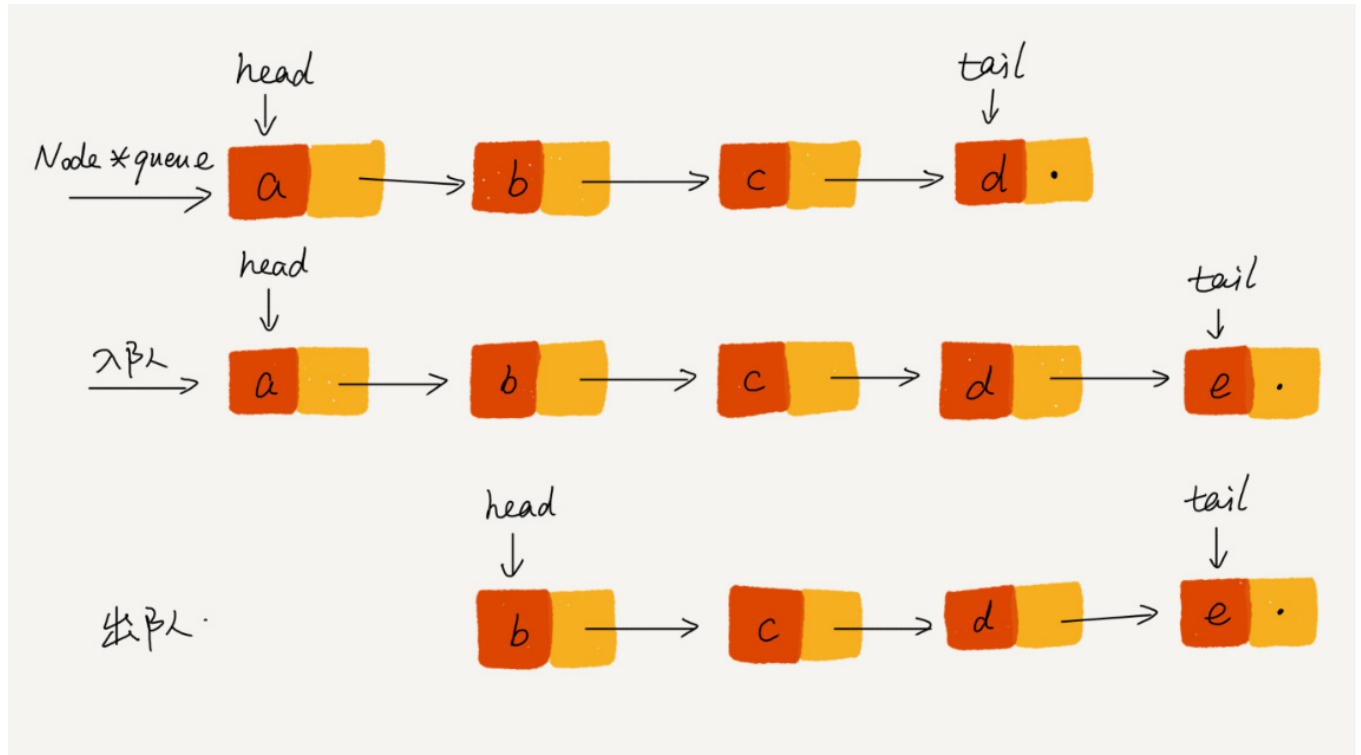 head tail
Node *queue
a b c d .
head tail
入队
a b c d e .
head tail
出队.
b c d e .